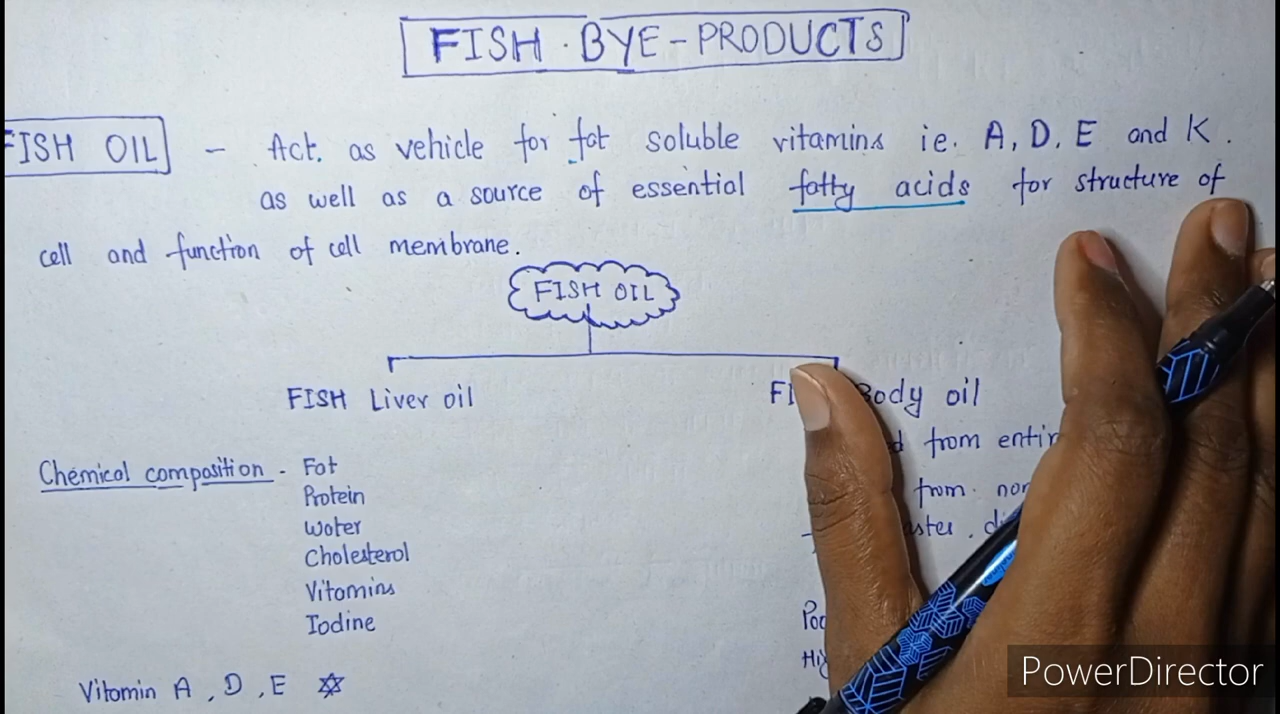 FISH BYE-PRODUCTS
FISH OIL - Act. as vehicle for fat soluble vitamins ie. A, D, E and K.
as well as a source of essential fatty acids for structure of
cell and function of cell membrane.
FISH OIL
FISH Liver oil
Body oil
from
from
Chemical composition - Fat
Protein
Water
Cholesterol
Vitamins
Iodine
Vitamin A, D, E
PowerDirector